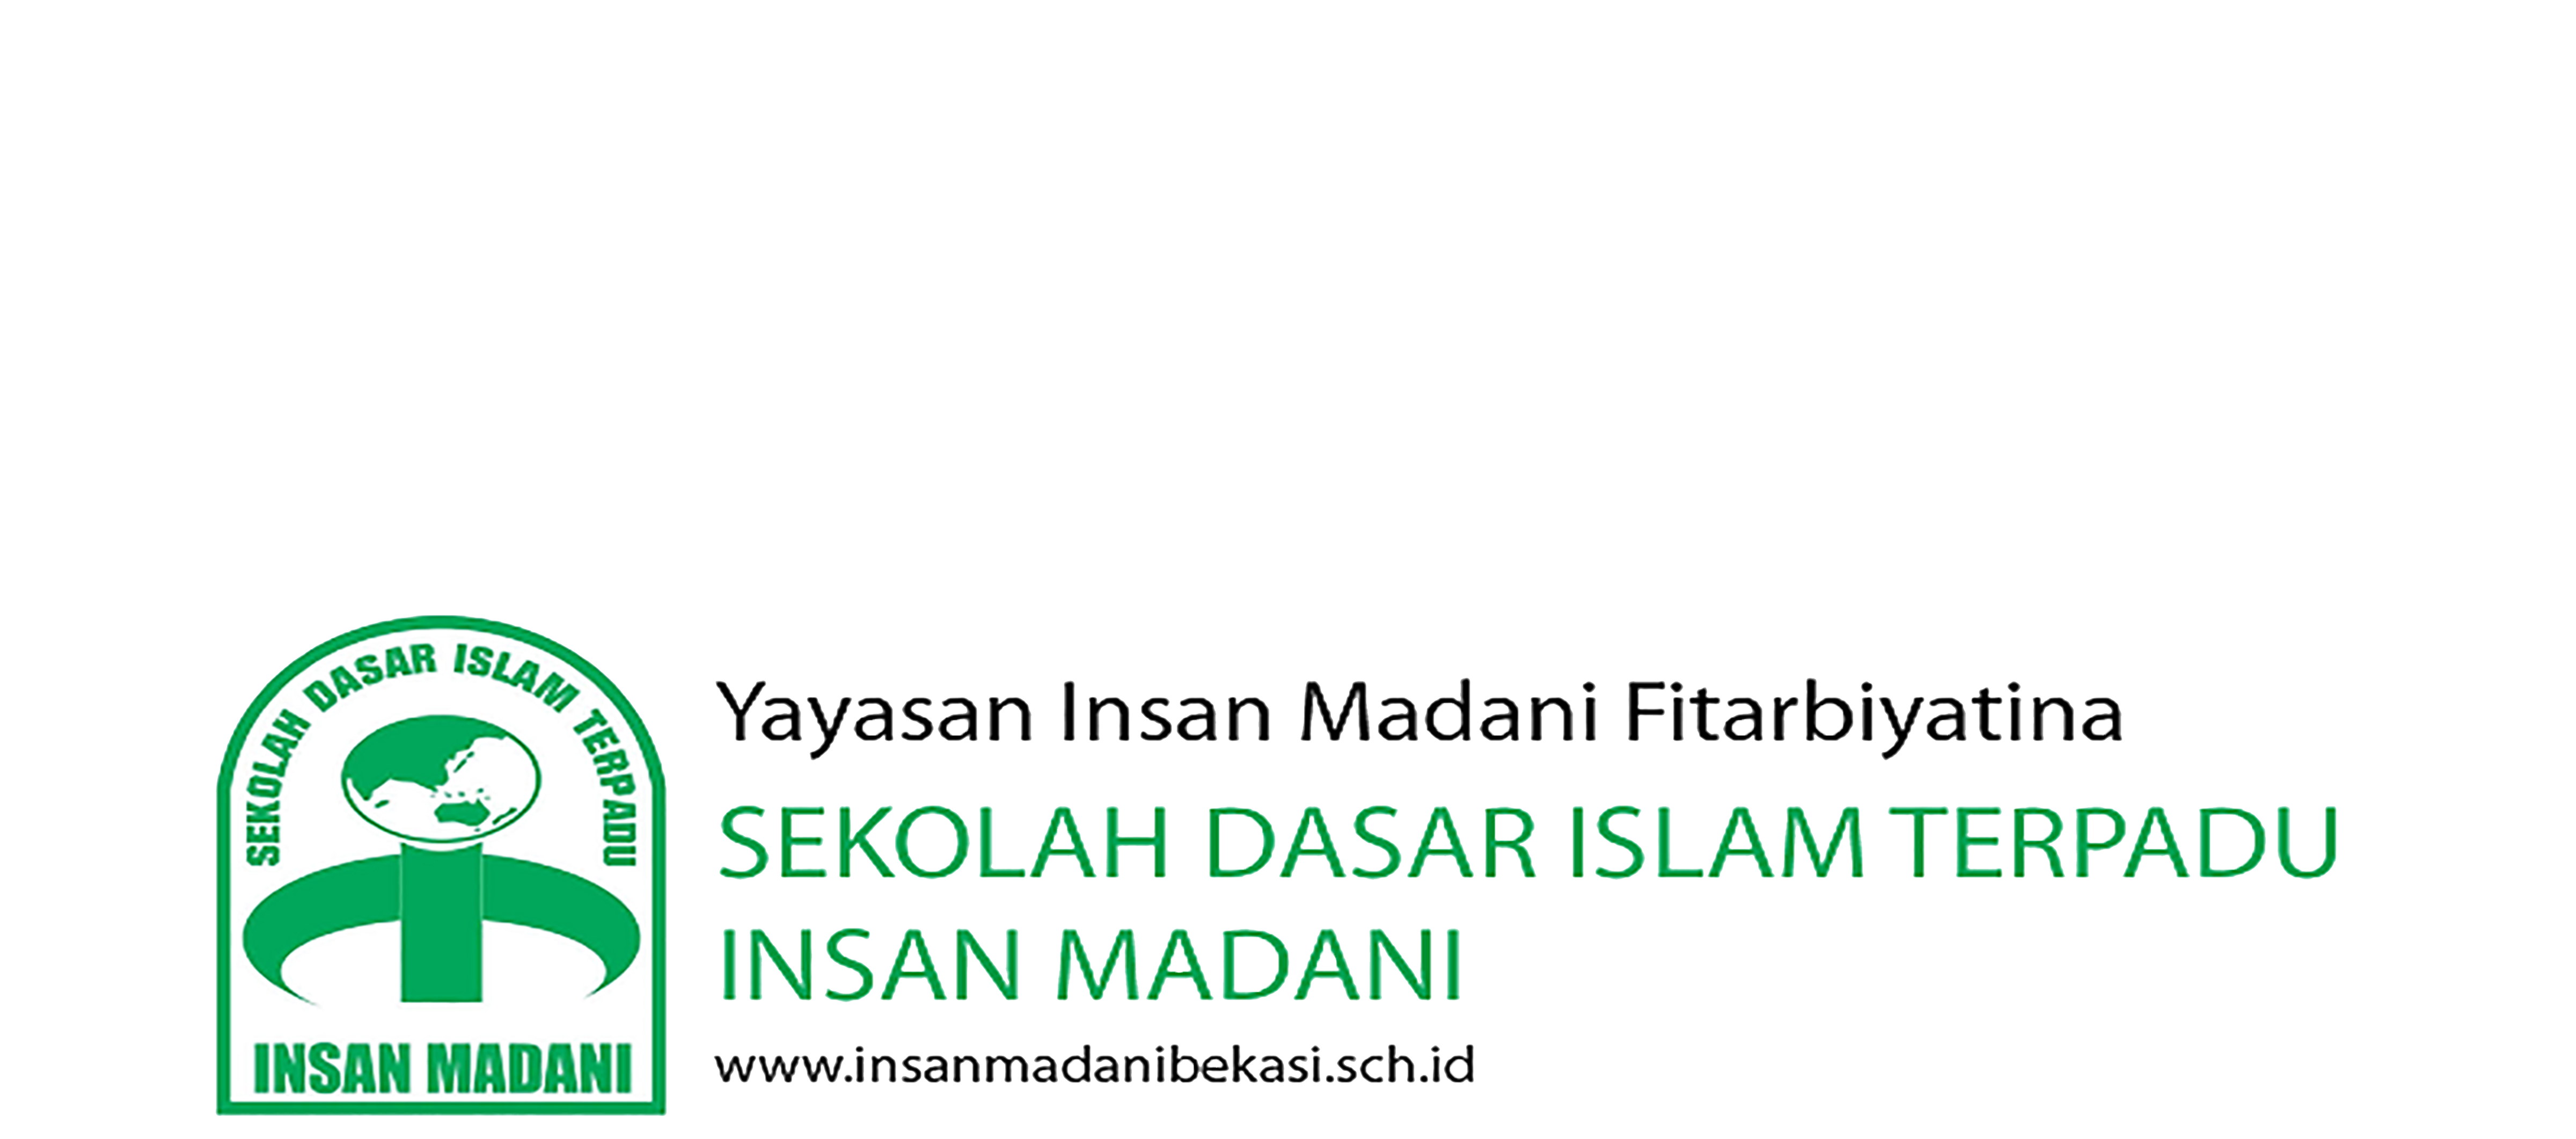 SEKOLAH DASAR ISLAM TERPADU
INSAN MADANI
Yayasan Insan Madani Fitarbiyatina
SEKOLAH DASAR ISLAM TERPADU
INSAN MADANI
www.insanmadanibekasi.sch.id